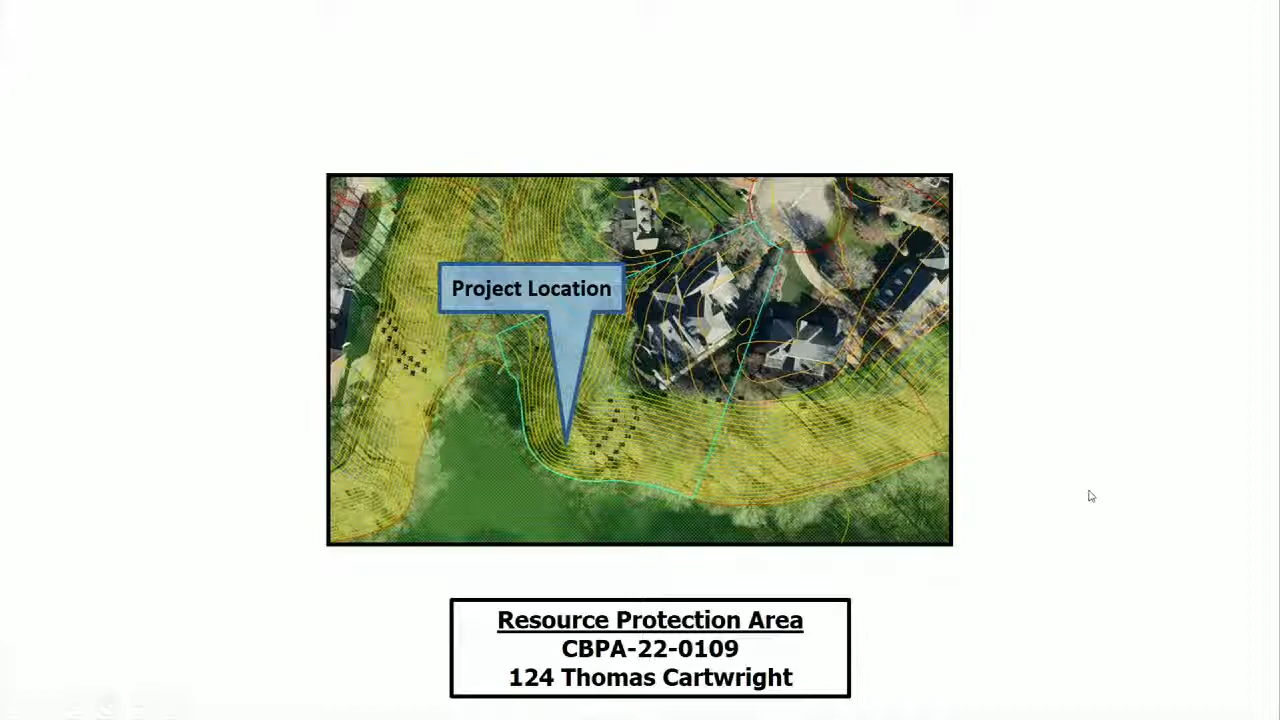 Project Location
Resource Protection Area
CBPA-22-0109
124 Thomas Cartwright